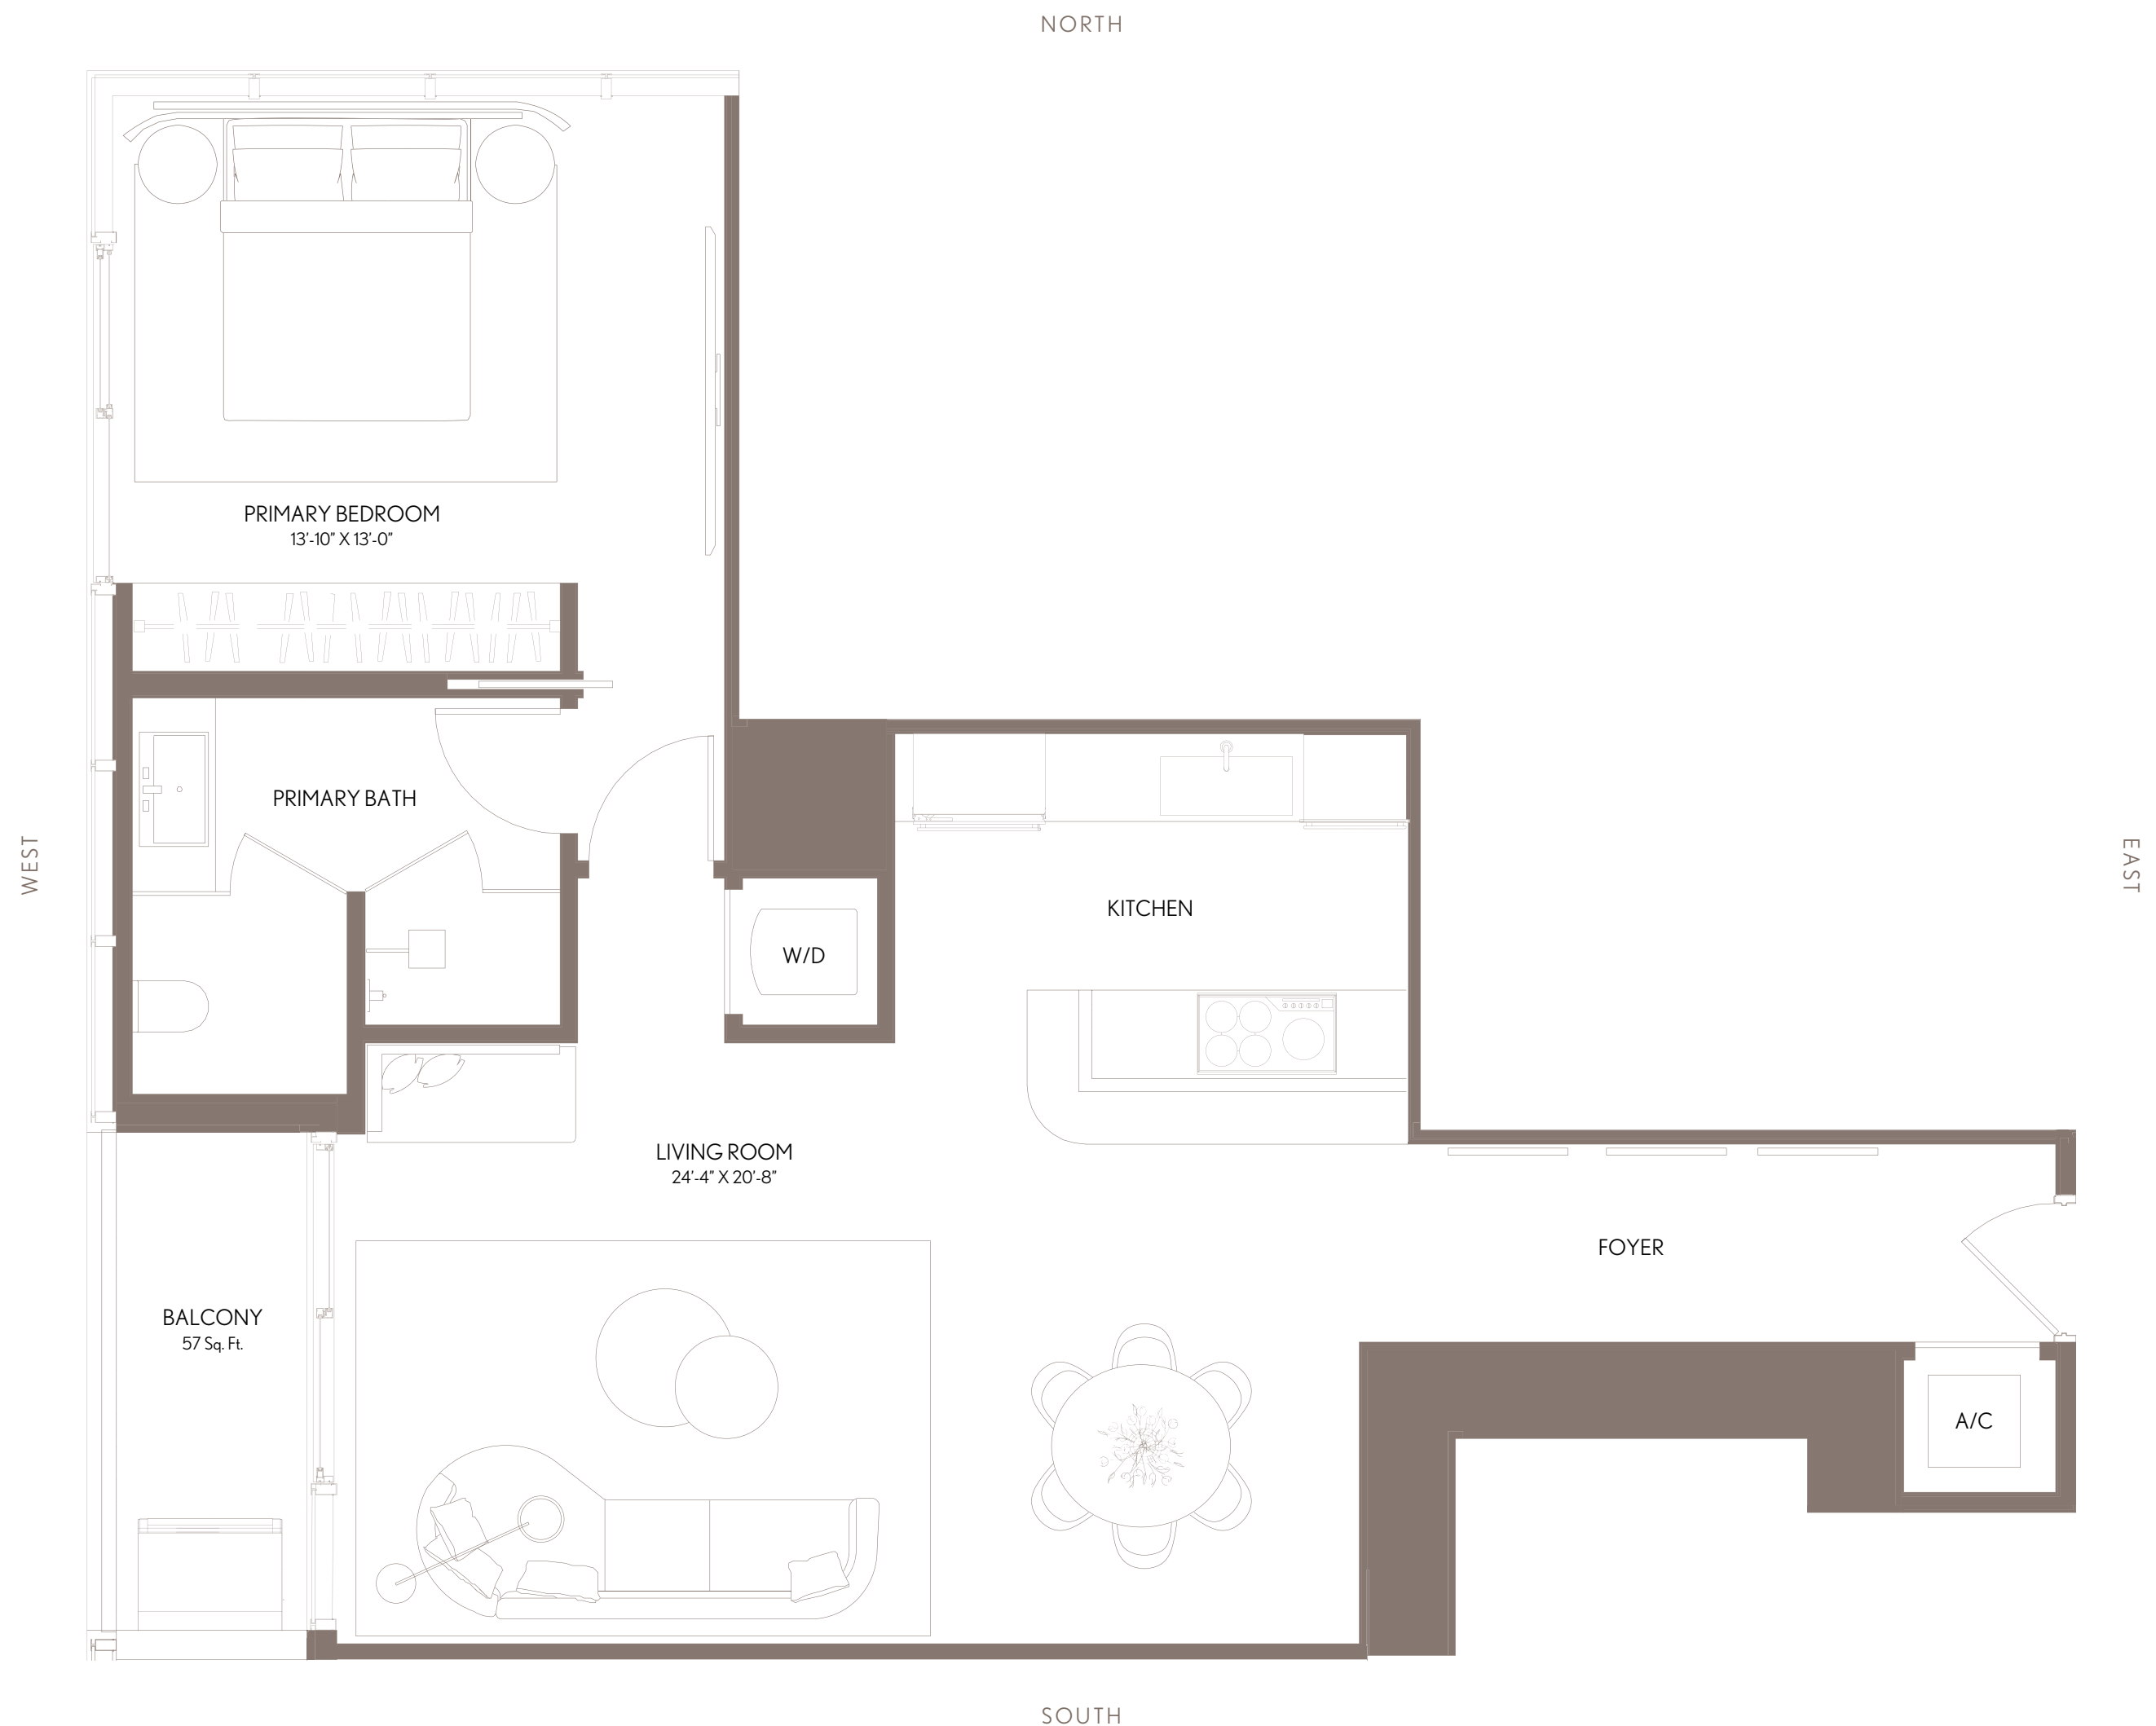 NORTH
PRIMARY BEDROOM
13'-10" X 13'-0"
PRIMARY BATH
WEST
EAST
KITCHEN
W/D
LIVING ROOM
24'-4" X 20'-8"
FOYER
BALCONY
57 Sq. Ft.
A/C
SOUTH